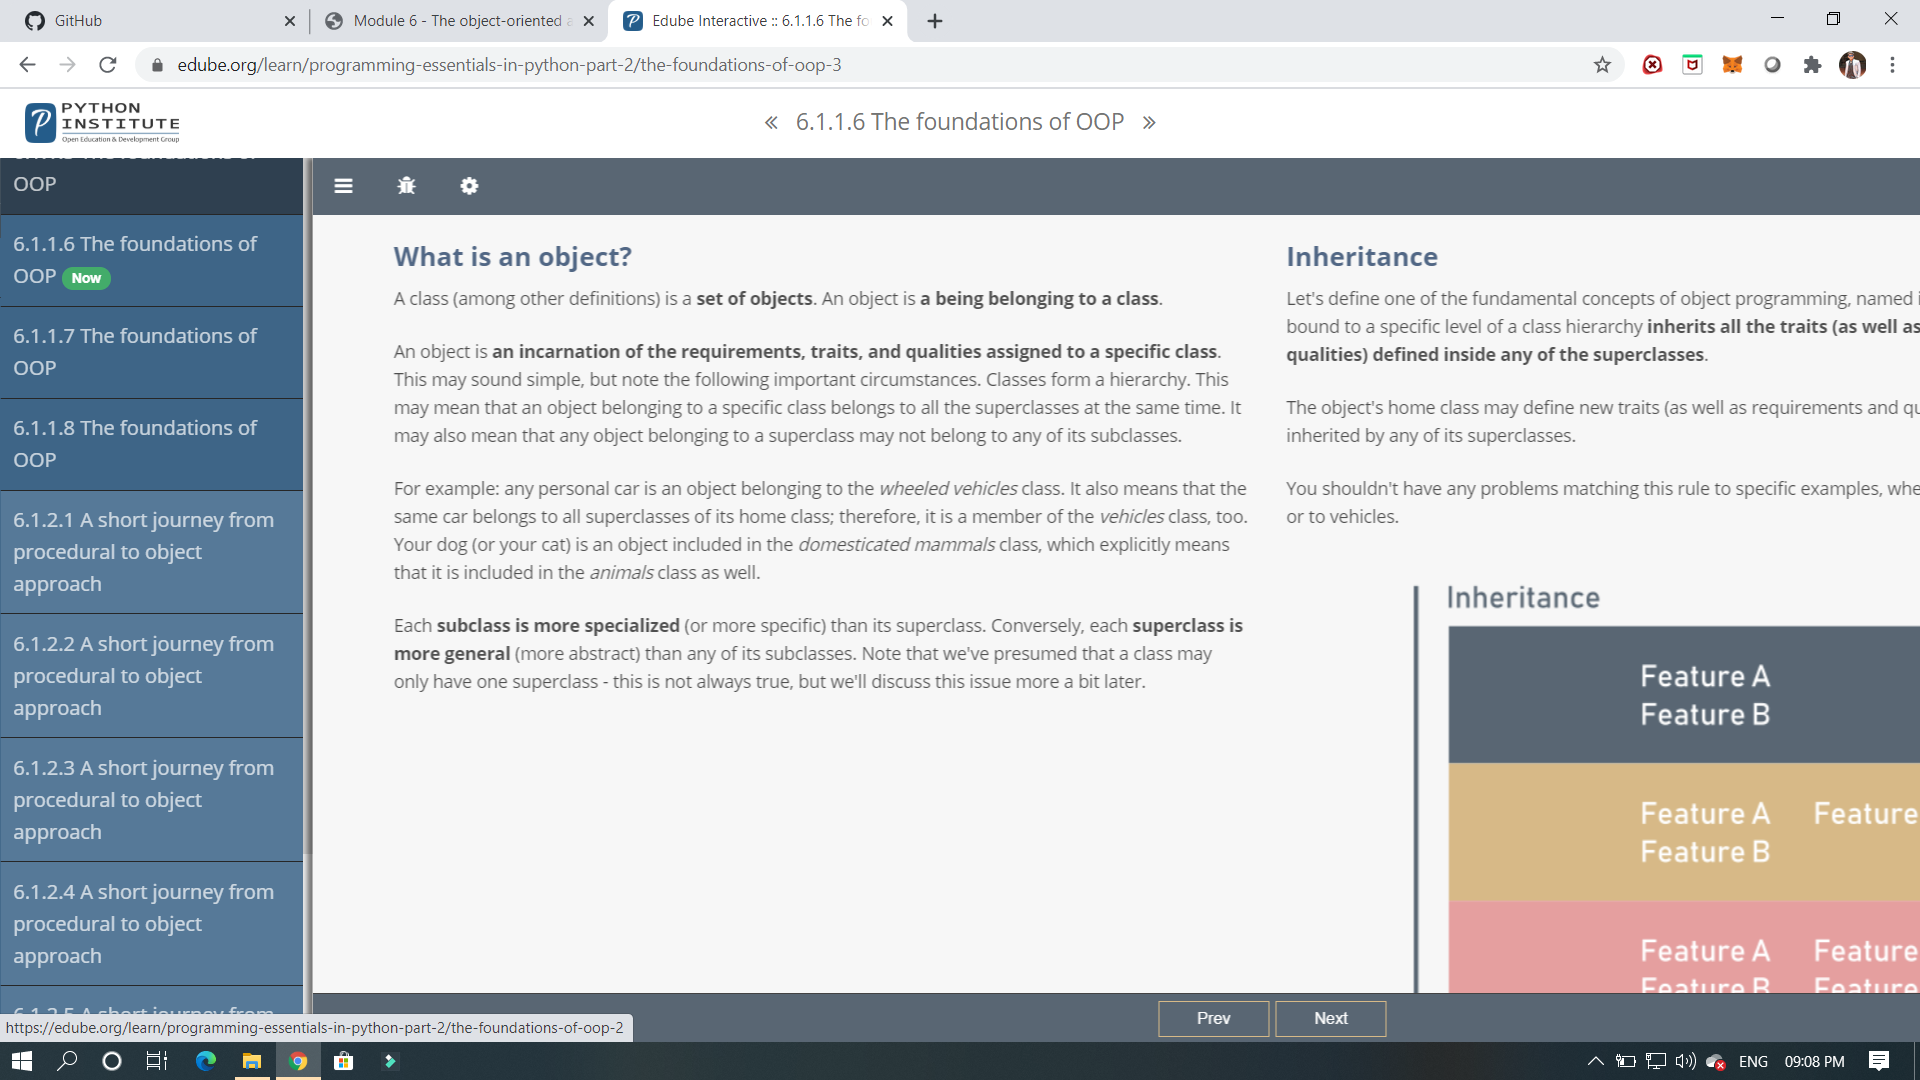 GitHub
Module 6 - The object-oriented a
Edube Interactive :: 6.1.1.6 The fo
edube.org/learn/programming-essentials-in-python-part-2/the-foundations-of-oop-3
PYTHON
INSTITUTE
Open Education & Development Group
6.1.1.6 The foundations of OOP
OOP
6.1.1.6 The foundations of
OOP Now
6.1.1.7 The foundations of
OOP
6.1.1.8 The foundations of
OOP
6.1.2.1 A short journey from
procedural to object
approach
6.1.2.2 A short journey from
procedural to object
approach
6.1.2.3 A short journey from
procedural to object
approach
6.1.2.4 A short journey from
procedural to object
approach
6.1.2.5 A short journey from
What is an object?
A class (among other definitions) is a set of objects. An object is a being belonging to a class.
An object is an incarnation of the requirements, traits, and qualities assigned to a specific class.
This may sound simple, but note the following important circumstances. Classes form a hierarchy. This
may mean that an object belonging to a specific class belongs to all the superclasses at the same time. It
may also mean that any object belonging to a superclass may not belong to any of its subclasses.
For example: any personal car is an object belonging to the wheeled vehicles class. It also means that the
same car belongs to all superclasses of its home class; therefore, it is a member of the vehicles class, too.
Your dog (or your cat) is an object included in the domesticated mammals class, which explicitly means
that it is included in the animals class as well.
Each subclass is more specialized (or more specific) than its superclass. Conversely, each superclass is
more general (more abstract) than any of its subclasses. Note that we've presumed that a class may
only have one superclass - this is not always true, but we'll discuss this issue more a bit later.
Inheritance
Let's define one of the fundamental concepts of object programming, named i
bound to a specific level of a class hierarchy inherits all the traits (as well as
qualities) defined inside any of the superclasses.
The object's home class may define new traits (as well as requirements and qu
inherited by any of its superclasses.
You shouldn't have any problems matching this rule to specific examples, whe
or to vehicles.
Inheritance
Feature A
Feature B
Feature A Feature
Feature B
Feature A Feature
Feature B Feature
Prev
Next
https://edube.org/learn/programming-essentials-in-python-part-2/the-foundations-of-oop-2
ENG
09:08 PM